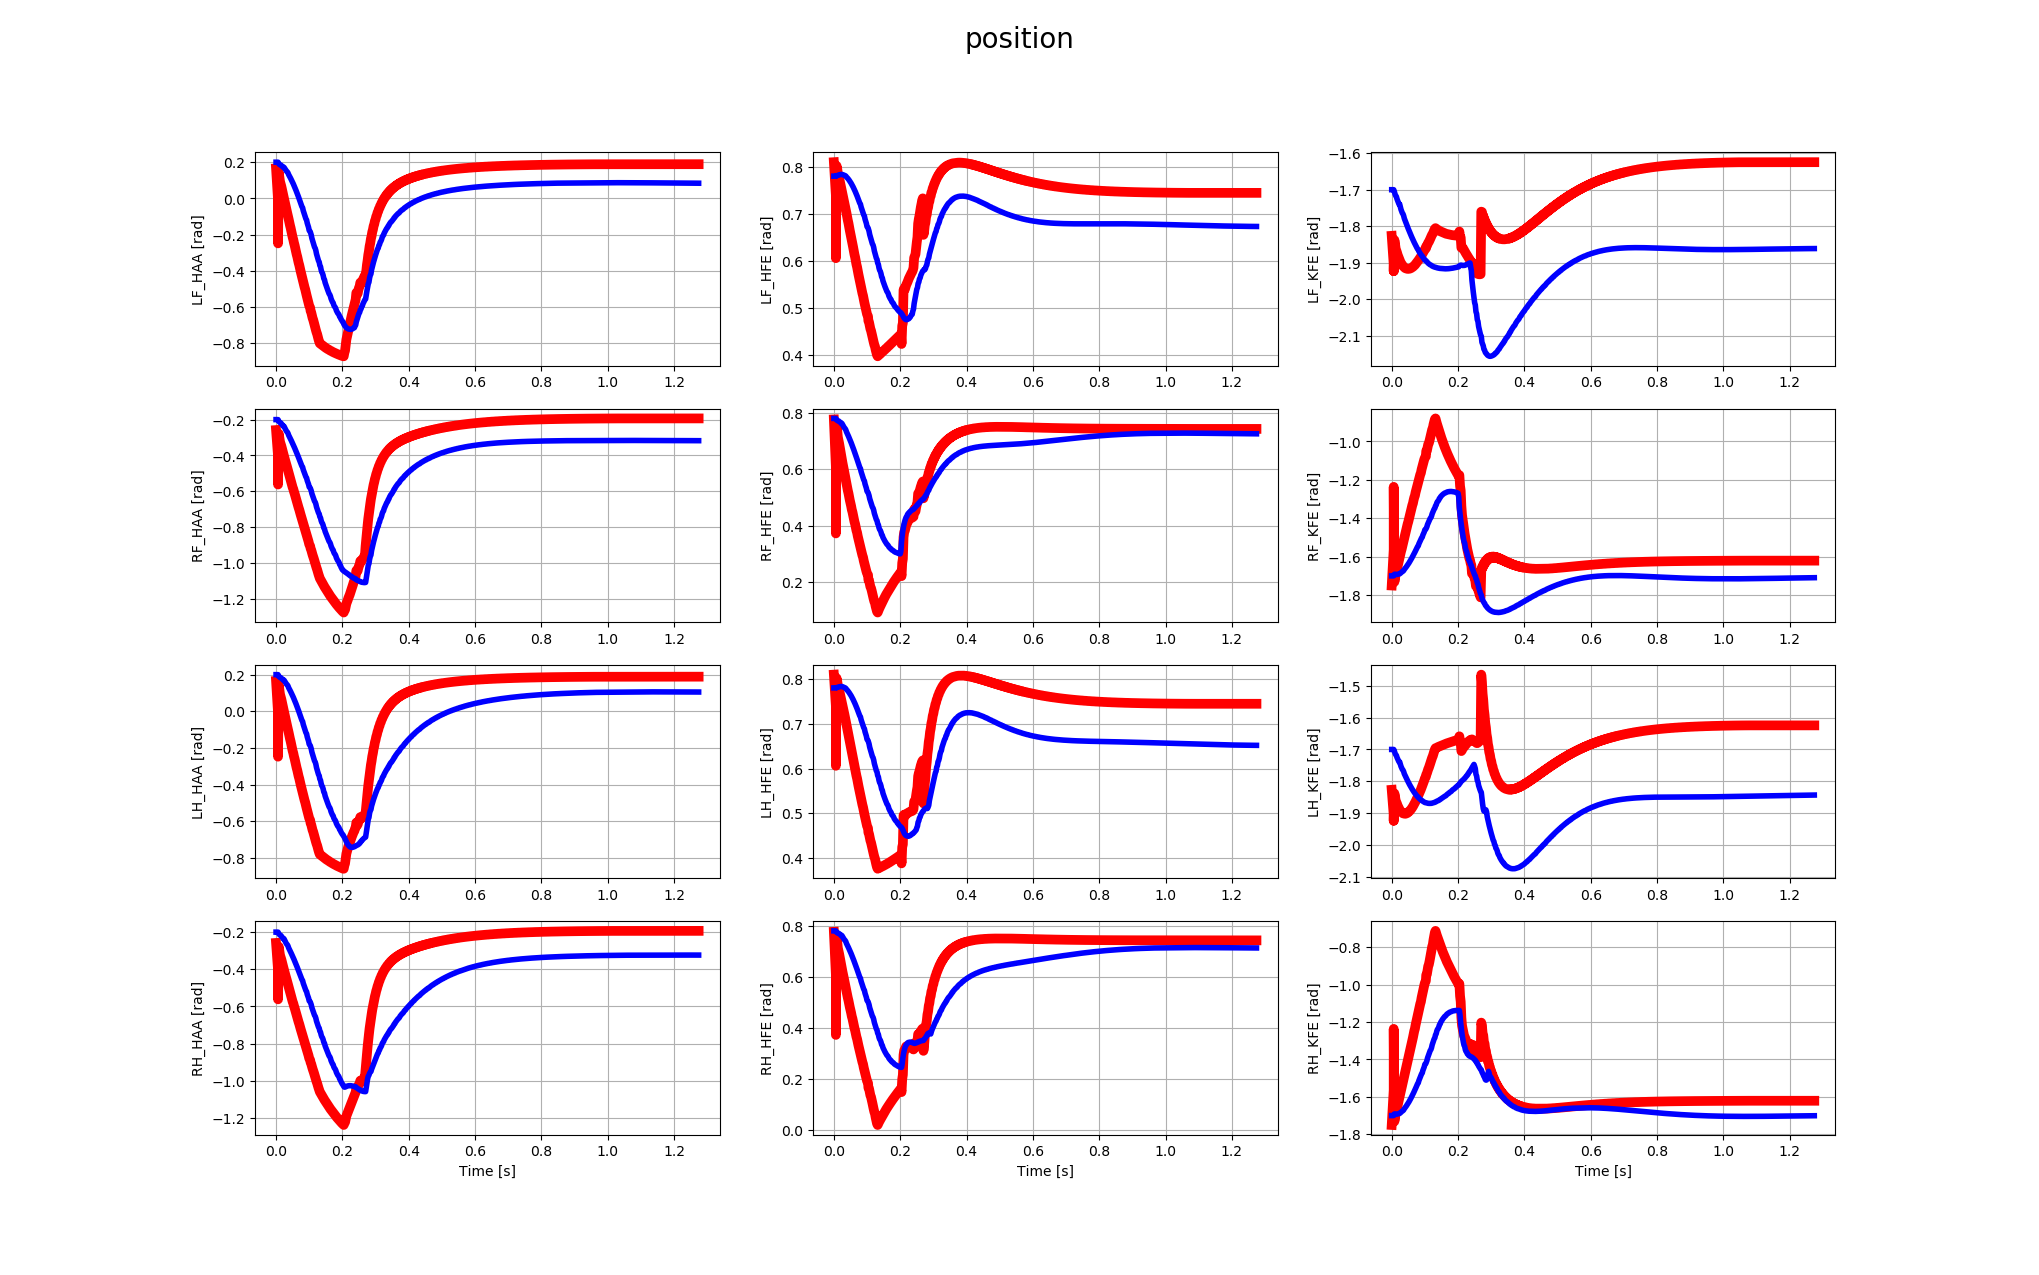 position
LF_HAA [rad]
0.2
0.0
−0.2
−0.4
−0.6
−0.8
0.0 0.2 0.4 0.6 0.8 1.0 1.2
LF_HFE [rad]
0.8
0.7
0.6
0.5
0.4
0.0 0.2 0.4 0.6 0.8 1.0 1.2
LF_KFE [rad]
−1.6
−1.7
−1.8
−1.9
−2.0
−2.1
0.0 0.2 0.4 0.6 0.8 1.0 1.2
RF_HAA [rad]
−0.2
−0.4
−0.6
−0.8
−1.0
−1.2
0.0 0.2 0.4 0.6 0.8 1.0 1.2
RF_HFE [rad]
0.8
0.6
0.4
0.2
0.0 0.2 0.4 0.6 0.8 1.0 1.2
RF_KFE [rad]
−1.0
−1.2
−1.4
−1.6
−1.8
0.0 0.2 0.4 0.6 0.8 1.0 1.2
LH_HAA [rad]
0.2
0.0
−0.2
−0.4
−0.6
−0.8
0.0 0.2 0.4 0.6 0.8 1.0 1.2
LH_HFE [rad]
0.8
0.7
0.6
0.5
0.4
0.0 0.2 0.4 0.6 0.8 1.0 1.2
LH_KFE [rad]
−1.5
−1.6
−1.7
−1.8
−1.9
−2.0
−2.1
0.0 0.2 0.4 0.6 0.8 1.0 1.2
RH_HAA [rad]
−0.2
−0.4
−0.6
−0.8
−1.0
−1.2
0.0 0.2 0.4 0.6 0.8 1.0 1.2
Time [s]
RH_HFE [rad]
0.8
0.6
0.4
0.2
0.0
0.0 0.2 0.4 0.6 0.8 1.0 1.2
Time [s]
RH_KFE [rad]
−0.8
−1.0
−1.2
−1.4
−1.6
−1.8
0.0 0.2 0.4 0.6 0.8 1.0 1.2
Time [s]